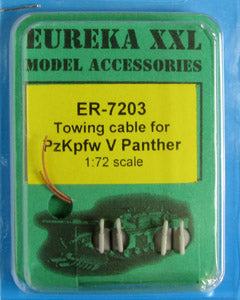 EUREKA XXL
MODEL ACCESSORIES
ER-7203
Towing cable for
PzKpfw V Panther
1:72 scale